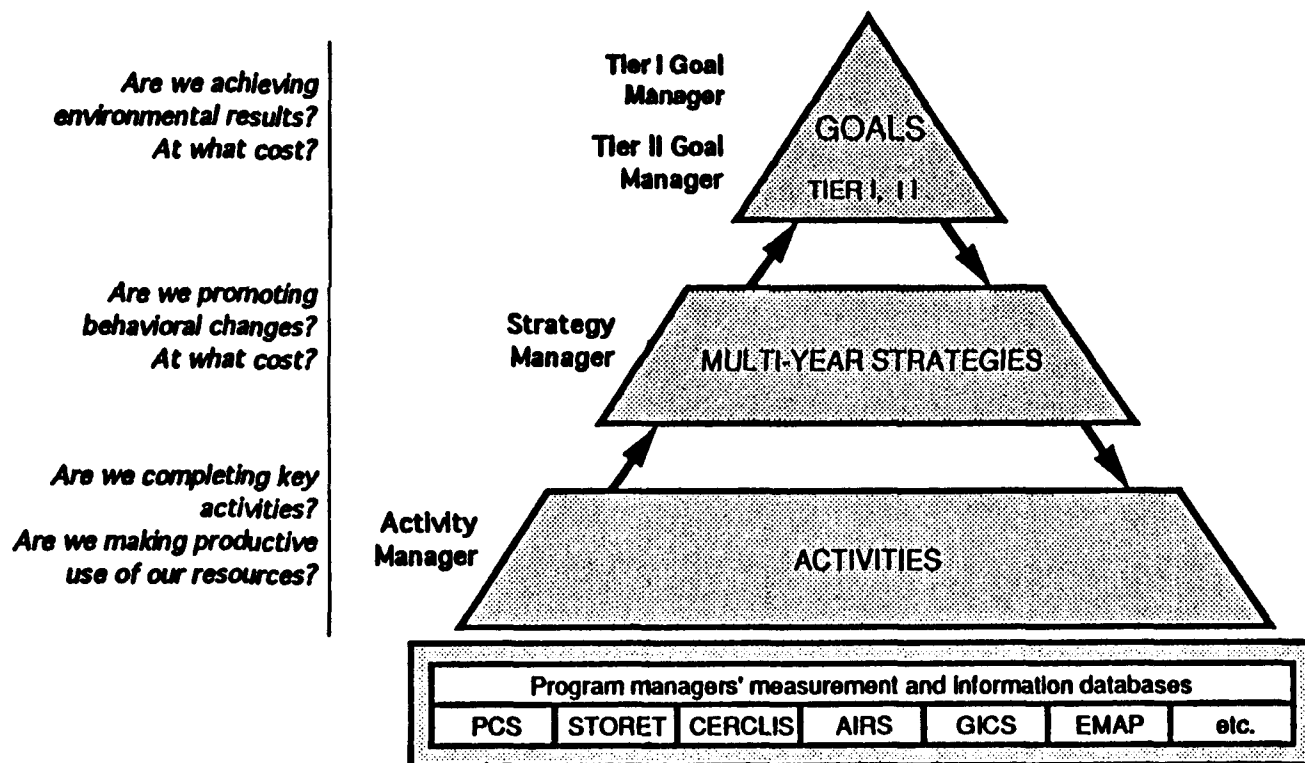 Are we achieving
environmental results?
At what cost?
Tier I Goal
Manager
Tier II Goal
Manager
GOALS
TIER I, II
Are we promoting
behavioral changes?
At what cost?
Strategy
Manager
MULTI-YEAR STRATEGIES
Are we completing key
activities?
Are we making productive
use of our resources?
Activity
Manager
ACTIVITIES
Program managers' measurement and information databases
PCS STORET CERCLIS AIRS GICS EMAP etc.